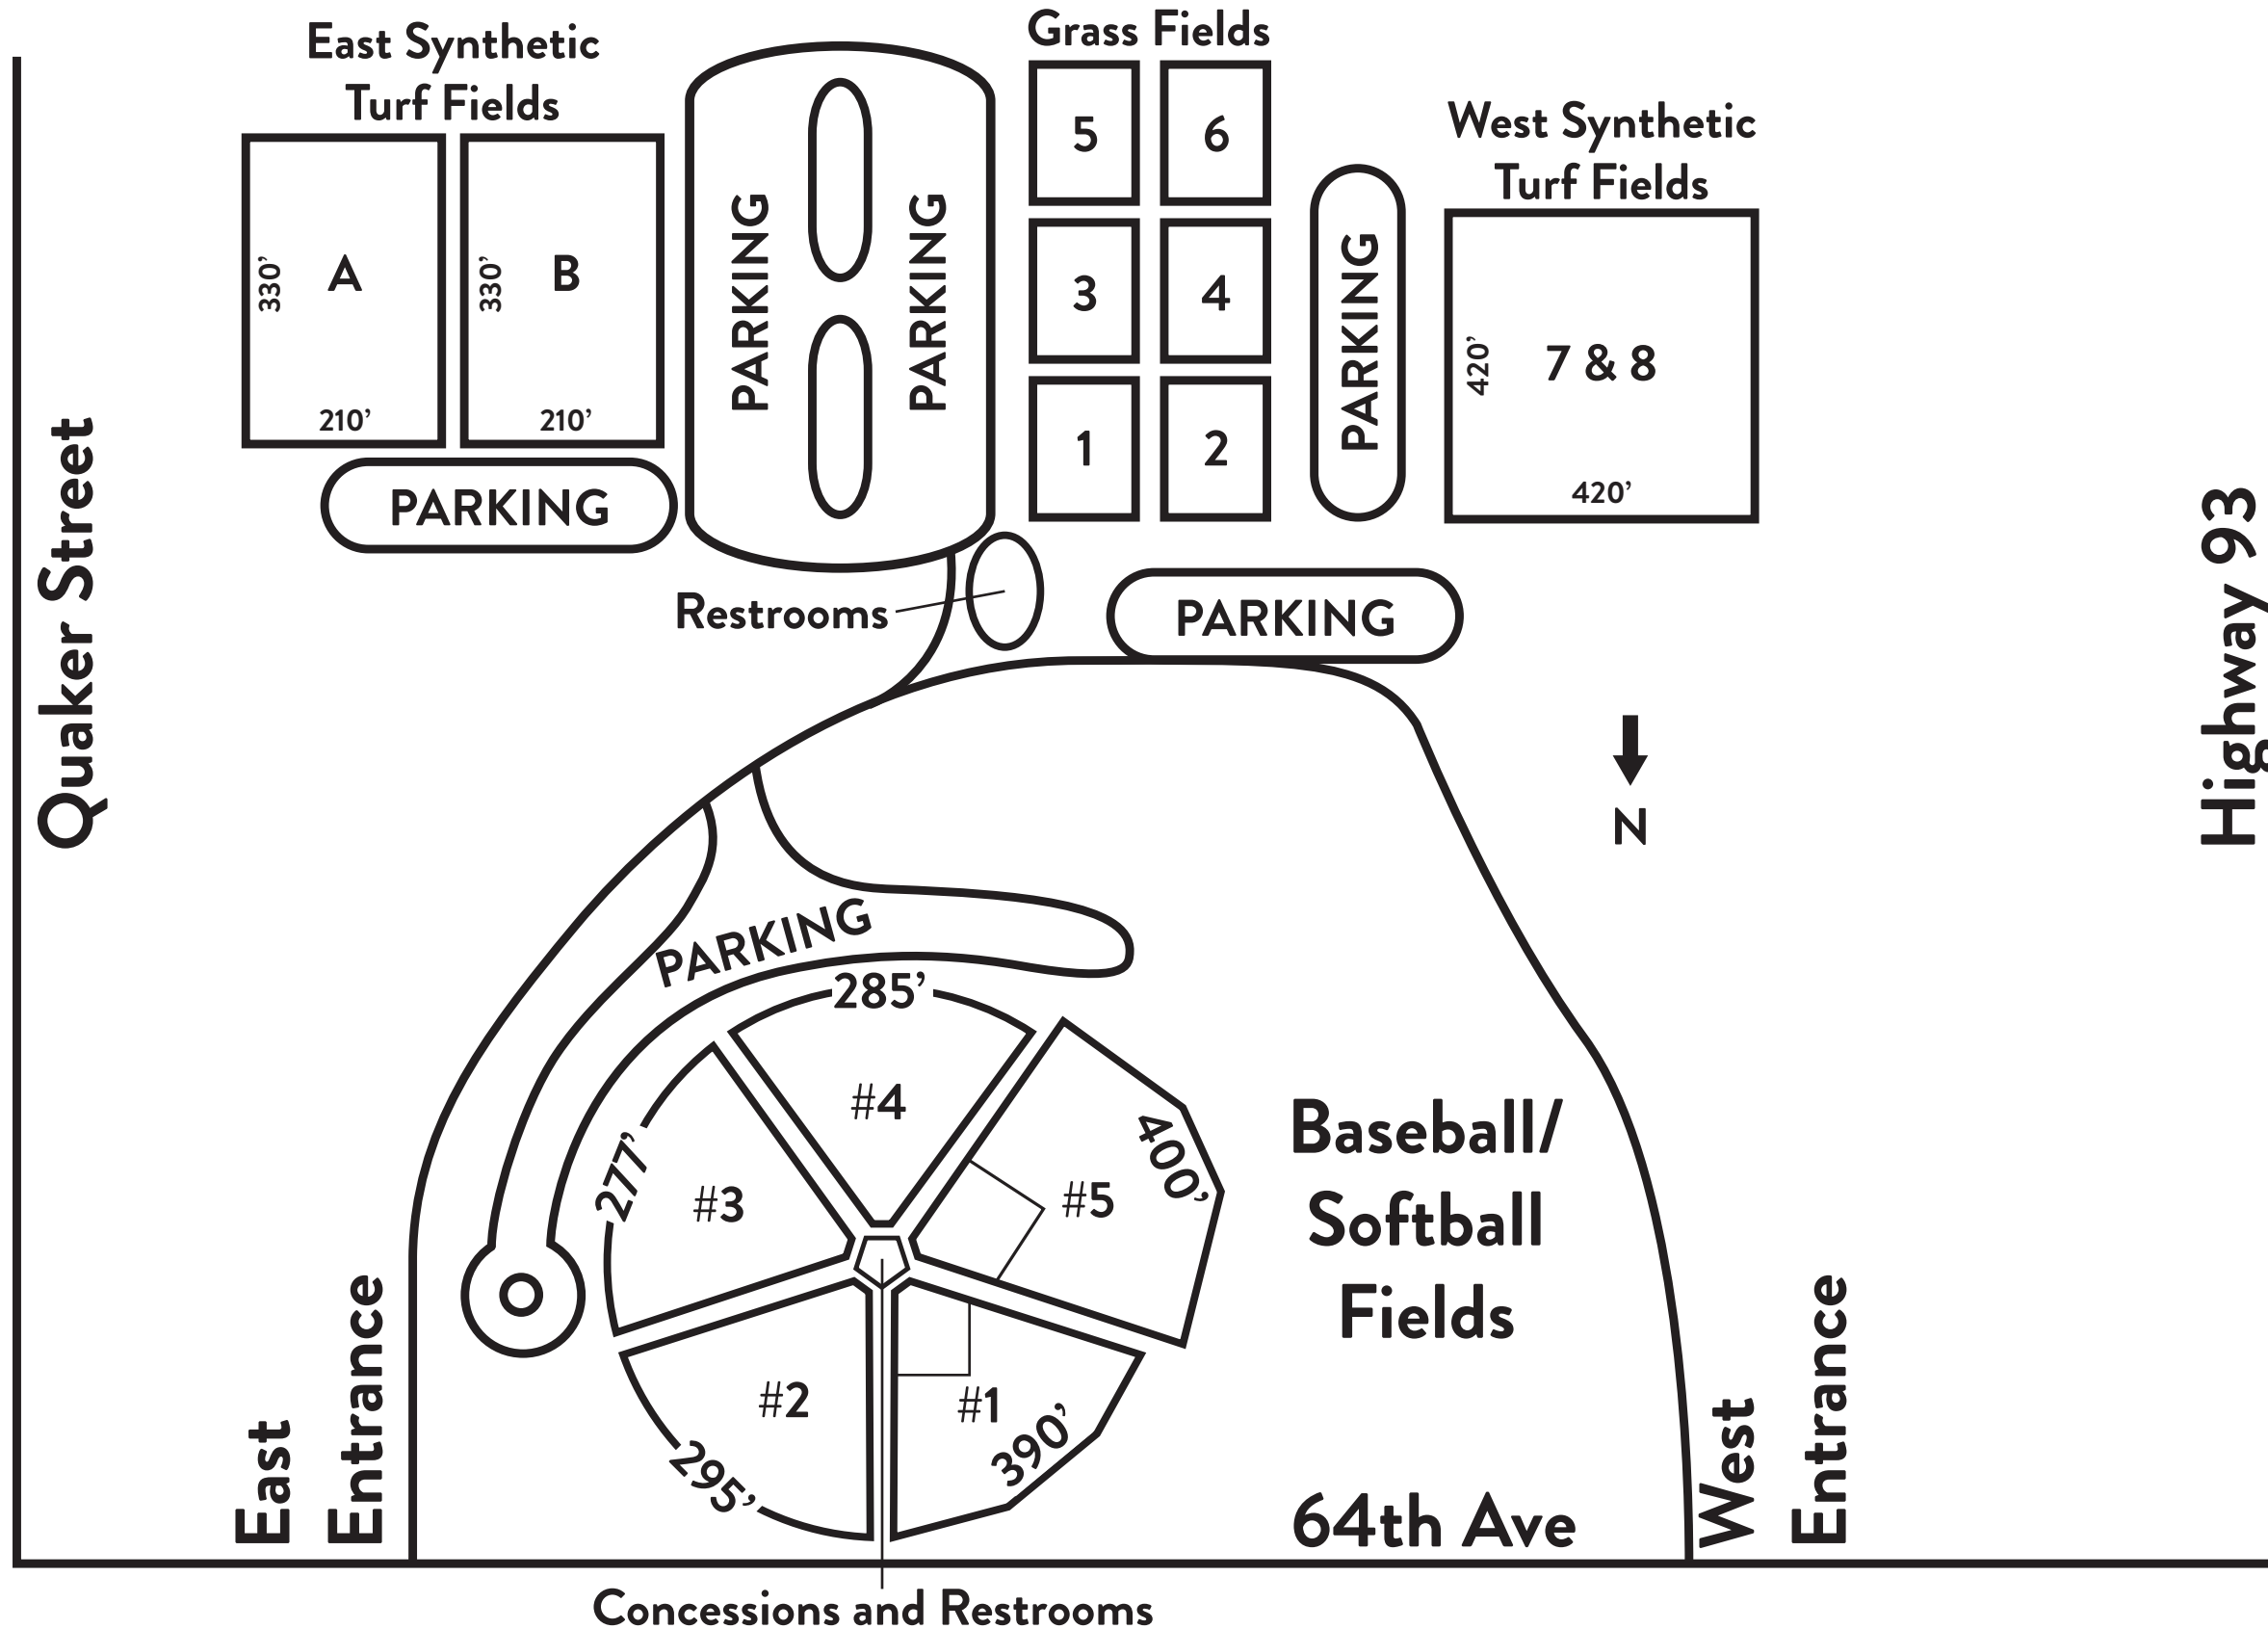 East Synthetic
Turf Fields
Grass Fields
West Synthetic
Turf Fields
A
330’
210’
B
330’
210’
PARKING
PARKING
PARKING
5
6
3
4
1
2
PARKING
7 & 8
420’
420’
Restrooms
PARKING
Quaker Street
Highway 93
N
PARKING
285’
#4
277’
#3
#5
400’
#2
295’
#1
390’
Baseball/
Softball
Fields
East
Entrance
64th Ave
West
Entrance
Concessions and Restrooms